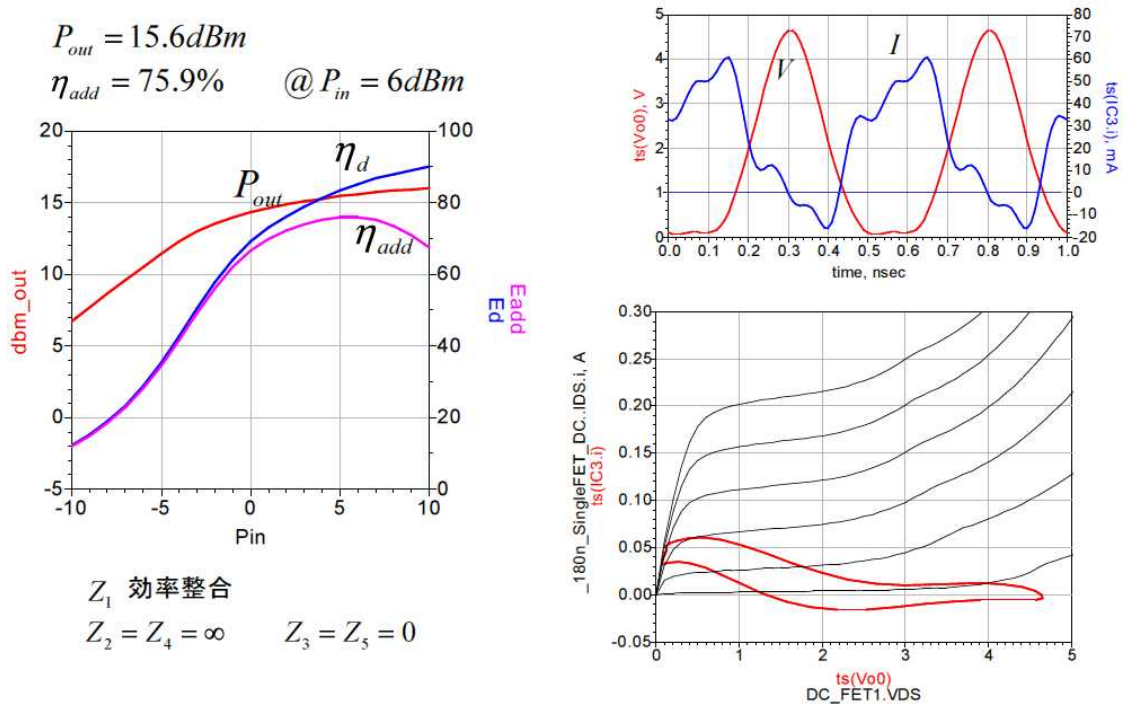 P_out = 15.6dBm
η_add = 75.9% @ P_in = 6dBm
20
15
10
5
0
-5
100
80
60
40
20
0
-10
-5
0
5
10
P_out
η_d
η_add
dbm_out
Eadd
Ed
Pin
Z_1 効率整合
Z_2 = Z_4 = ∞ Z_3 = Z_5 = 0
5
4
3
2
1
0
80
70
60
50
40
30
20
10
0
-10
-20
0.0 0.1 0.2 0.3 0.4 0.5 0.6 0.7 0.8 0.9 1.0
V
I
ts(Vo0), V
ts(IC3.i), mA
time, nsec
0.30
0.25
0.20
0.15
0.10
0.05
0.00
-0.05
0 1 2 3 4 5
_180n_SingleFET_DC..IDS.i, A
ts(IC3.i)
ts(Vo0)
DC_FET1.VDS